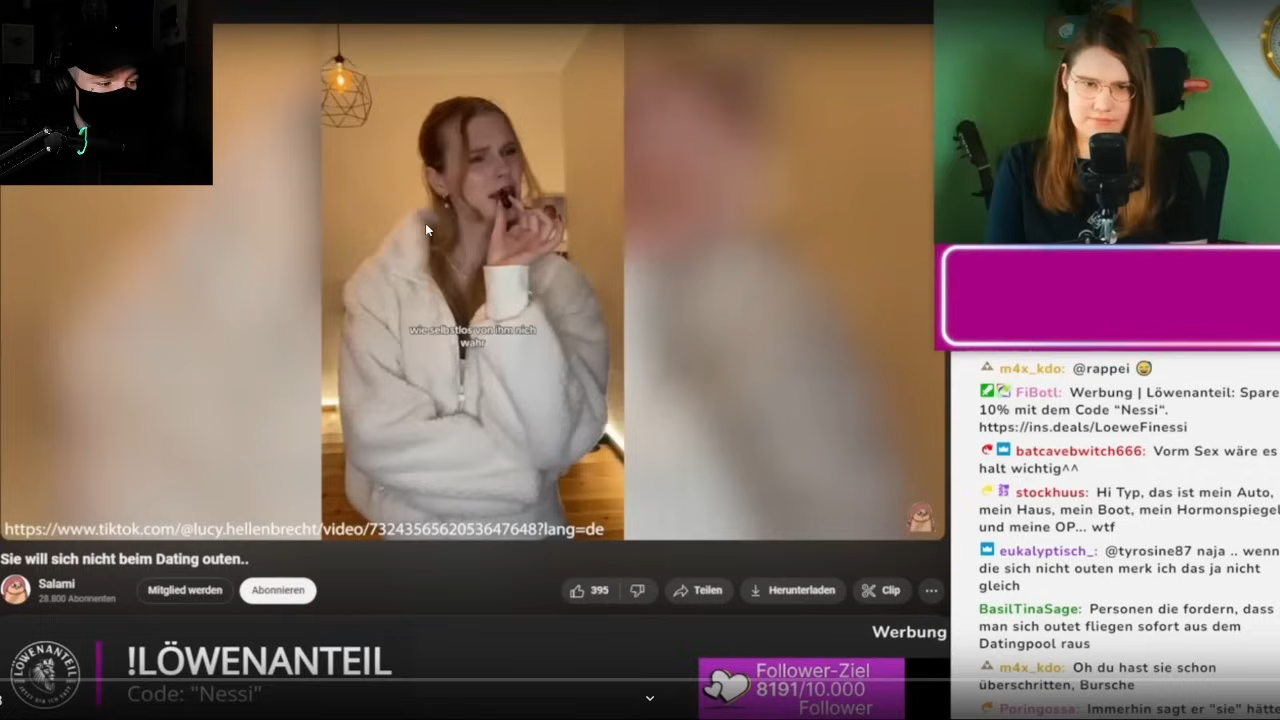 wie selbstlos von ihm nich
wahr
https://www.tiktok.com/@lucy.hellenbrecht/video/7324356562053647648?lang=de
Sie will sich nicht beim Dating outen..
Salami
28.800 Abonnenten
Mitglied werden
Abonnieren
395
Teilen
Herunterladen
Clip
Werbung
LÖWENANTEIL
!LÖWENANTEIL
Code: "Nessi"
Follower-Ziel
8191/10.000
Follower
m4x_kdo: @rappei
FiBotl: Werbung | Löwenanteil: Spare
10% mit dem Code "Nessi".
https://ins.deals/LoeweFinessi
batcavebwitch666: Vorm Sex wäre es
halt wichtig^^
stockhuus: Hi Typ, das ist mein Auto,
mein Haus, mein Boot, mein Hormonspiegel
und meine OP... wtf
eukalyptisch_: @tyrosine87 naja .. wenn
die sich nicht outen merk ich das ja nicht
gleich
BasilTinaSage: Personen die fordern, dass
man sich outet fliegen sofort aus dem
Datingpool raus
m4x_kdo: Oh du hast sie schon
überschritten, Bursche
Poringossa: Immerhin sagt er "sie" hätte